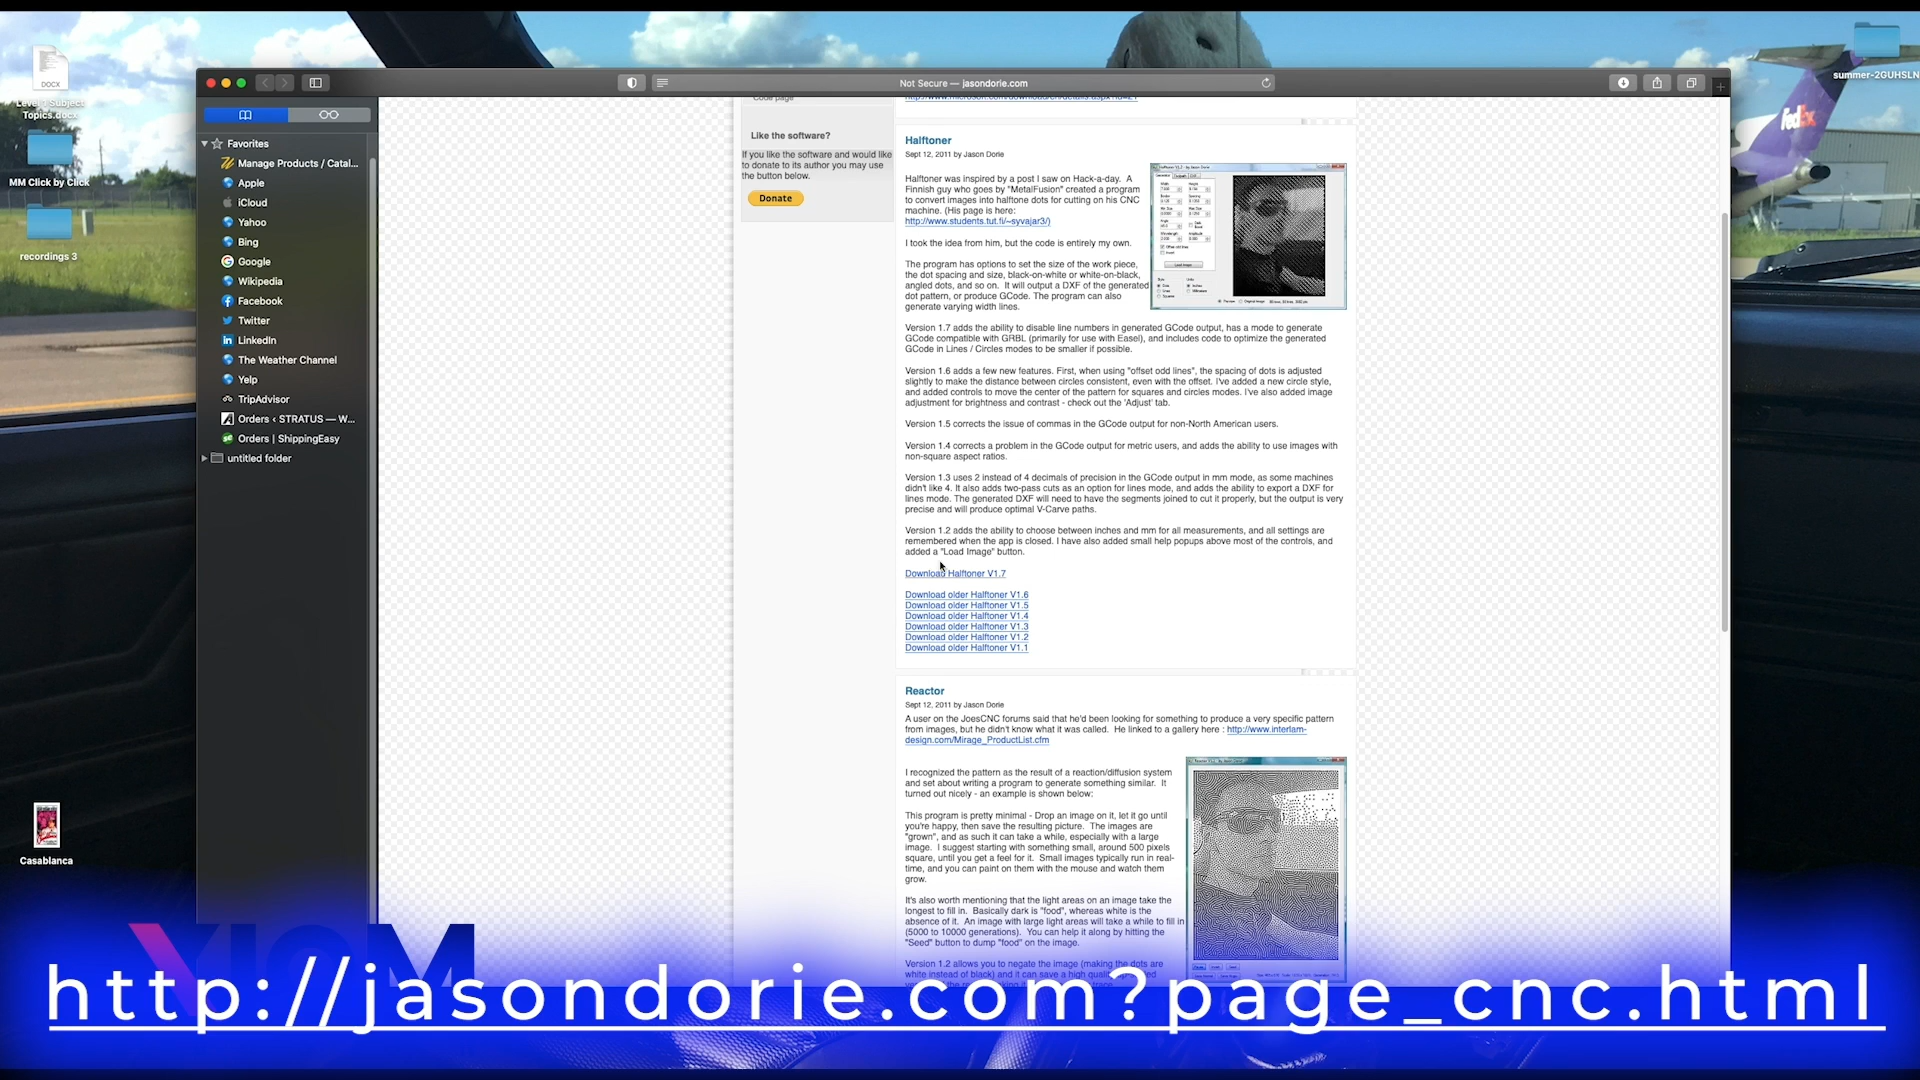 DOCX
Level 1 Subject
Topics.docx
MM Click by Click
recordings 3
Casablanca
summer-2GUHSLN
FedEx
Not Secure — jasondorie.com
Favorites
Manage Products / Catal...
Apple
iCloud
Yahoo
Bing
Google
Wikipedia
Facebook
Twitter
LinkedIn
The Weather Channel
Yelp
TripAdvisor
Orders ‹ STRATUS — W...
Orders | ShippingEasy
untitled folder
Code page
Like the software?
If you like the software and would like
to donate to its author you may use
the button below.
Donate
Halftoner
Sept 12, 2011 by Jason Dorie
Halftoner was inspired by a post I saw on Hack-a-day. A
Finnish guy who goes by "MetalFusion" created a program
to convert images into halftone dots for cutting on his CNC
machine. (His page is here:
http://www.students.tut.fi/~syvajar3/)
I took the idea from him, but the code is entirely my own.
The program has options to set the size of the work piece,
the dot spacing and size, black-on-white or white-on-black,
angled dots, and so on. It will output a DXF of the generated
dot pattern, or produce GCode. The program can also
generate varying width lines.
Version 1.7 adds the ability to disable line numbers in generated GCode output, has a mode to generate
GCode compatible with GRBL (primarily for use with Easel), and includes code to optimize the generated
GCode in Lines / Circles modes to be smaller if possible.
Version 1.6 adds a few new features. First, when using "offset odd lines", the spacing of dots is adjusted
slightly to make the distance between circles consistent, even with the offset. I've added a new circle style,
and added controls to move the center of the pattern for squares and circles modes. I've also added image
adjustment for brightness and contrast - check out the 'Adjust' tab.
Version 1.5 corrects the issue of commas in the GCode output for non-North American users.
Version 1.4 corrects a problem in the GCode output for metric users, and adds the ability to use images with
non-square aspect ratios.
Version 1.3 uses 2 instead of 4 decimals of precision in the GCode output in mm mode, as some machines
didn't like 4. It also adds two-pass cuts as an option for lines mode, and adds the ability to export a DXF for
lines mode. The generated DXF will need to have the segments joined to cut it properly, but the output is very
precise and will produce optimal V-Carve paths.
Version 1.2 adds the ability to choose between inches and mm for all measurements, and all settings are
remembered when the app is closed. I have also added small help popups above most of the controls, and
added a "Load Image" button.
Download Halftoner V1.7
Download older Halftoner V1.6
Download older Halftoner V1.5
Download older Halftoner V1.4
Download older Halftoner V1.3
Download older Halftoner V1.2
Download older Halftoner V1.1
Reactor
Sept 12, 2011 by Jason Dorie
A user on the JoesCNC forums said that he'd been looking for something to produce a very specific pattern
from images, but he didn't know what it was called. He linked to a gallery here : http://www.interlam-
design.com/Mirage_ProductList.cfm
I recognized the pattern as the result of a reaction/diffusion system
and set about writing a program to generate something similar. It
turned out nicely - an example is shown below:
This program is pretty minimal - Drop an image on it, let it go until
you're happy, then save the resulting picture. The images are
"grown", and as such it can take a while, especially with a large
image. I suggest starting with something small, around 500 pixels
square, until you get a feel for it. Small images typically run in real-
time, and you can paint on them with the mouse and watch them
grow.
It's also worth mentioning that the light areas on an image take the
longest to fill in. Basically dark is "food", whereas white is the
absence of it. An image with large light areas will take a while to fill in
(5000 to 10000 generations). You can help it along by hitting the
"Seed" button to dump "food" on the image.
Version 1.2 allows you to negate the image (making the dots are
white instead of black) and it can save a high
http://jasondorie.com?page_cnc.html